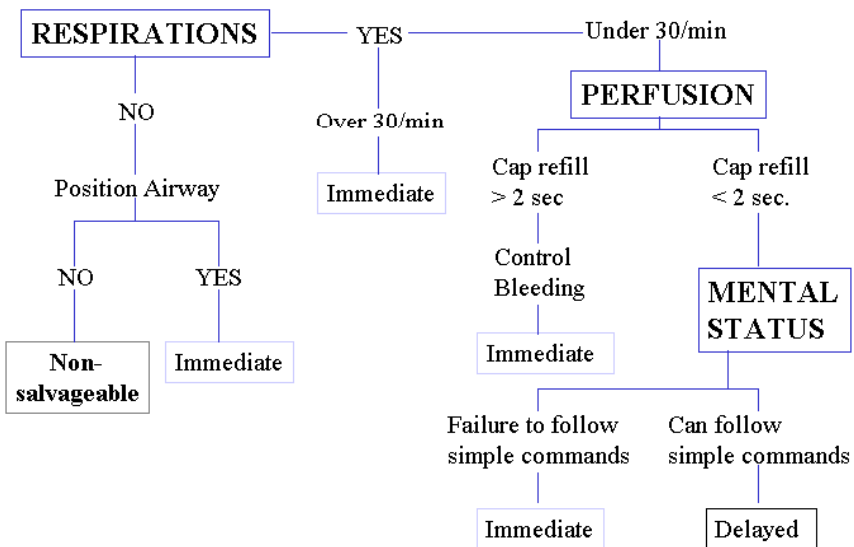 RESPIRATIONS
YES
Under 30/min
NO
Over 30/min
PERFUSION
Position Airway
Immediate
Cap refill
> 2 sec
Cap refill
< 2 sec.
NO
YES
Control
Bleeding
MENTAL
STATUS
Non-
salvageable
Immediate
Immediate
Failure to follow
simple commands
Can follow
simple commands
Immediate
Delayed